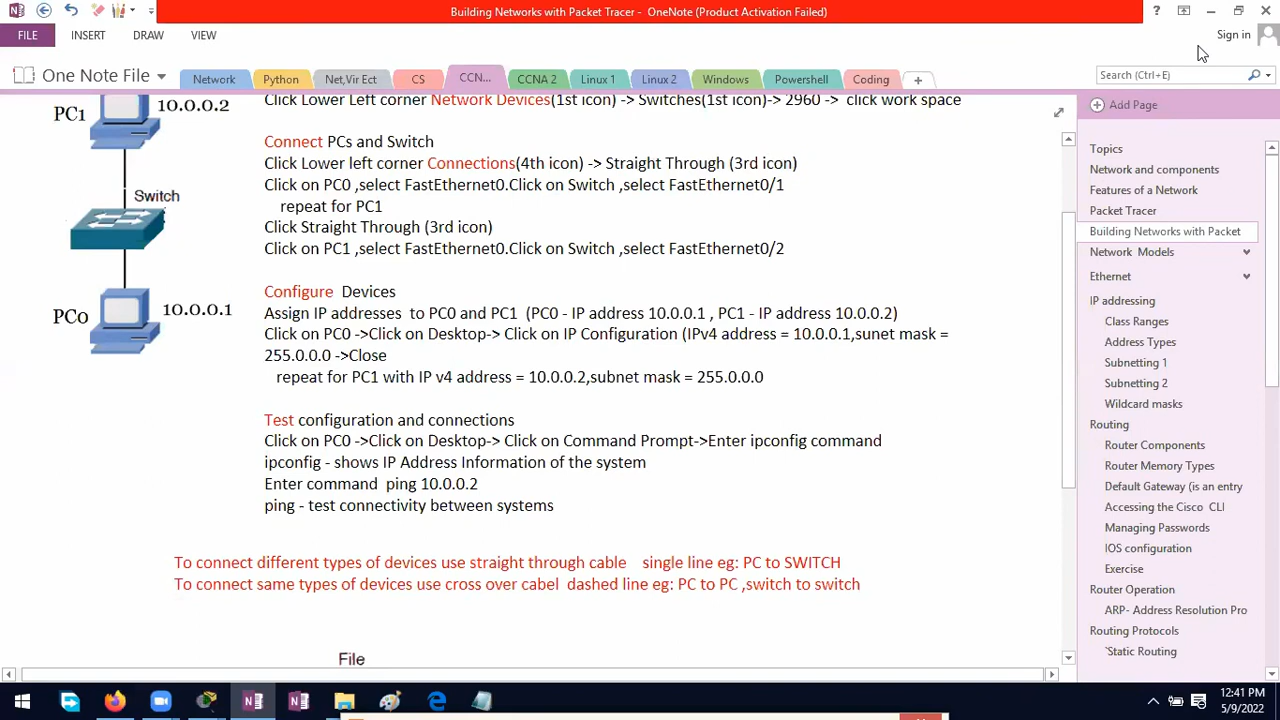 Building Networks with Packet Tracer - OneNote (Product Activation Failed)
?
FILE INSERT DRAW VIEW Sign in
One Note File Network Python Net,Vir Ect CS CCN... CCNA 2 Linux 1 Linux 2 Windows Powershell Coding + Search (Ctrl+E)
PC1
10.0.0.2
Switch
PC0
10.0.0.1
Click Lower Left corner Network Devices(1st icon) -> Switches(1st icon)-> 2960 -> click work space
Connect PCs and Switch
Click Lower left corner Connections(4th icon) -> Straight Through (3rd icon)
Click on PC0 ,select FastEthernet0.Click on Switch ,select FastEthernet0/1
repeat for PC1
Click Straight Through (3rd icon)
Click on PC1 ,select FastEthernet0.Click on Switch ,select FastEthernet0/2
Configure Devices
Assign IP addresses to PC0 and PC1 (PC0 - IP address 10.0.0.1 , PC1 - IP address 10.0.0.2)
Click on PC0 ->Click on Desktop-> Click on IP Configuration (IPv4 address = 10.0.0.1,sunet mask =
255.0.0.0 ->Close
repeat for PC1 with IP v4 address = 10.0.0.2,subnet mask = 255.0.0.0
Test configuration and connections
Click on PC0 ->Click on Desktop-> Click on Command Prompt->Enter ipconfig command
ipconfig - shows IP Address Information of the system
Enter command ping 10.0.0.2
ping - test connectivity between systems
To connect different types of devices use straight through cable single line eg: PC to SWITCH
To connect same types of devices use cross over cabel dashed line eg: PC to PC ,switch to switch
File
Add Page
Topics
Network and components
Features of a Network
Packet Tracer
Building Networks with Packet
Network Models
Ethernet
IP addressing
Class Ranges
Address Types
Subnetting 1
Subnetting 2
Wildcard masks
Routing
Router Components
Router Memory Types
Default Gateway (is an entry
Accessing the Cisco CLI
Managing Passwords
IOS configuration
Exercise
Router Operation
ARP- Address Resolution Pro
Routing Protocols
`Static Routing
12:41 PM
5/9/2022